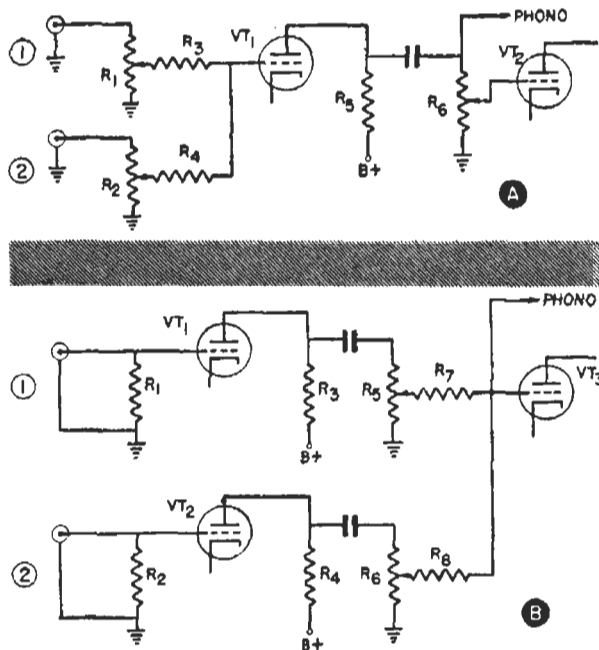 PHONO
① VT₁ VT₂
R₃
R₁ R₅ R₆
② R₄
R₂ B+
A
PHONO
VT₁ VT₃
① R₇
R₁ R₃ R₅
B+
VT₂
② R₈
R₂ R₄ R₆
B+ B